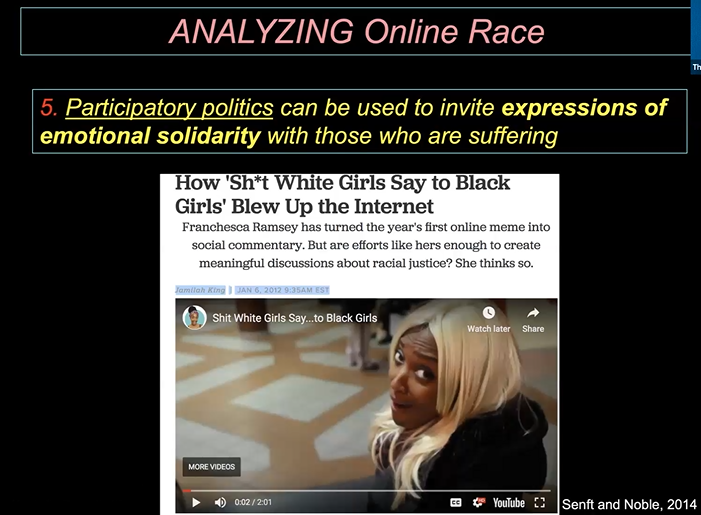 ANALYZING Online Race
Th
5. Participatory politics can be used to invite expressions of
emotional solidarity with those who are suffering
How 'Sh*t White Girls Say to Black
Girls' Blew Up the Internet
Franchesca Ramsey has turned the year's first online meme into
social commentary. But are efforts like hers enough to create
meaningful discussions about racial justice? She thinks so.
Jamilah King | JAN 6, 2012 9:35AM EST
Shit White Girls Say...to Black Girls
Watch later Share
MORE VIDEOS
0:02 / 2:01
CC
HD
YouTube
Senft and Noble, 2014